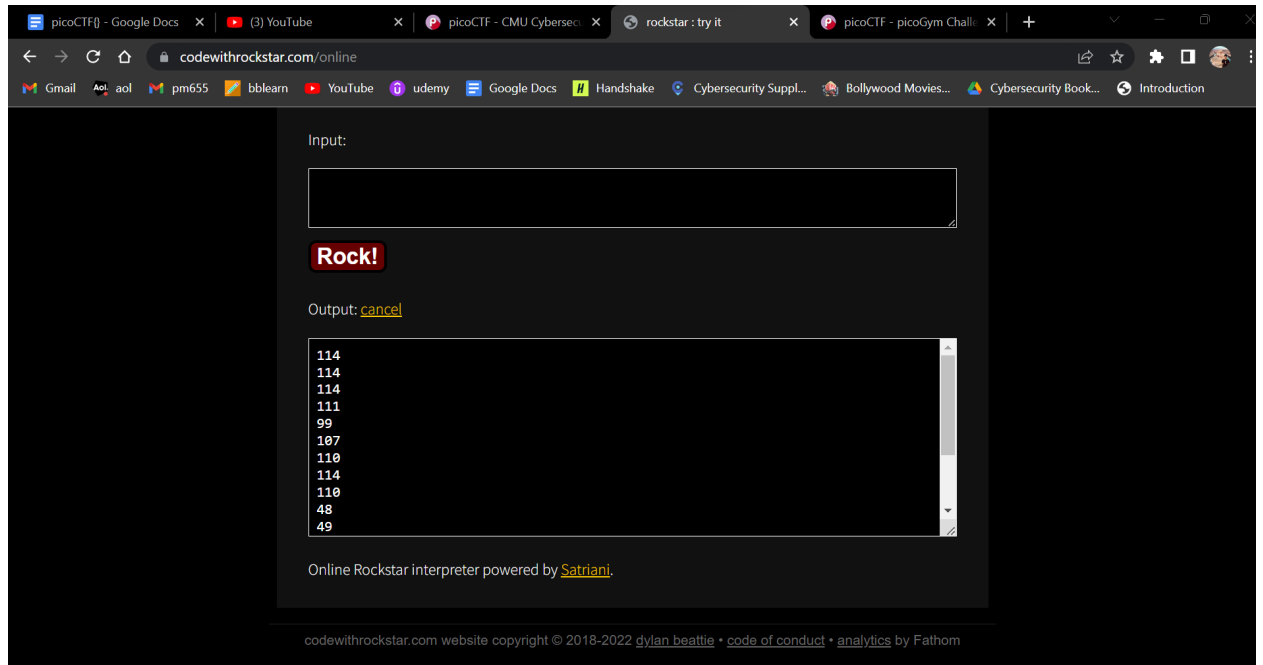 picoCTF{} - Google Docs
(3) YouTube
picoCTF - CMU Cybersecu
rockstar : try it
picoCTF - picoGym Challe
codewithrockstar.com/online
Gmail
Aol.
aol
pm655
bblearn
YouTube
udemy
Google Docs
Handshake
Cybersecurity Suppl...
Bollywood Movies...
Cybersecurity Book...
Introduction
Input:
Rock!
Output: cancel
114
114
114
111
99
107
110
114
110
48
49
Online Rockstar interpreter powered by Satriani.
codewithrockstar.com website copyright © 2018-2022 dylan beattie • code of conduct • analytics by Fathom